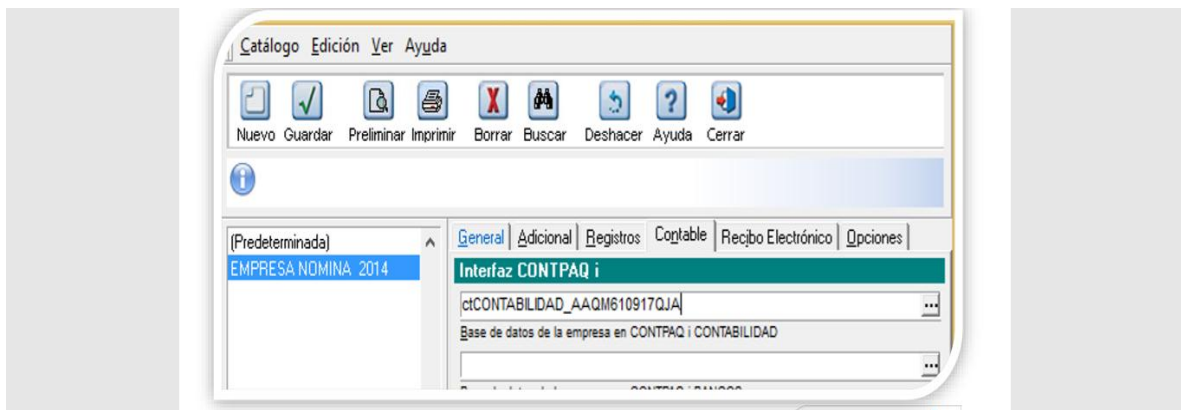 Catálogo Edición Ver Ayuda
Nuevo Guardar Preliminar Imprimir Borrar Buscar Deshacer Ayuda Cerrar
(Predeterminada)
EMPRESA NOMINA 2014
General Adicional Registros Contable Recibo Electrónico Opciones
Interfaz CONTPAQ i
ctCONTABILIDAD_AAQM610917QJA
...
Base de datos de la empresa en CONTPAQ i CONTABILIDAD
...